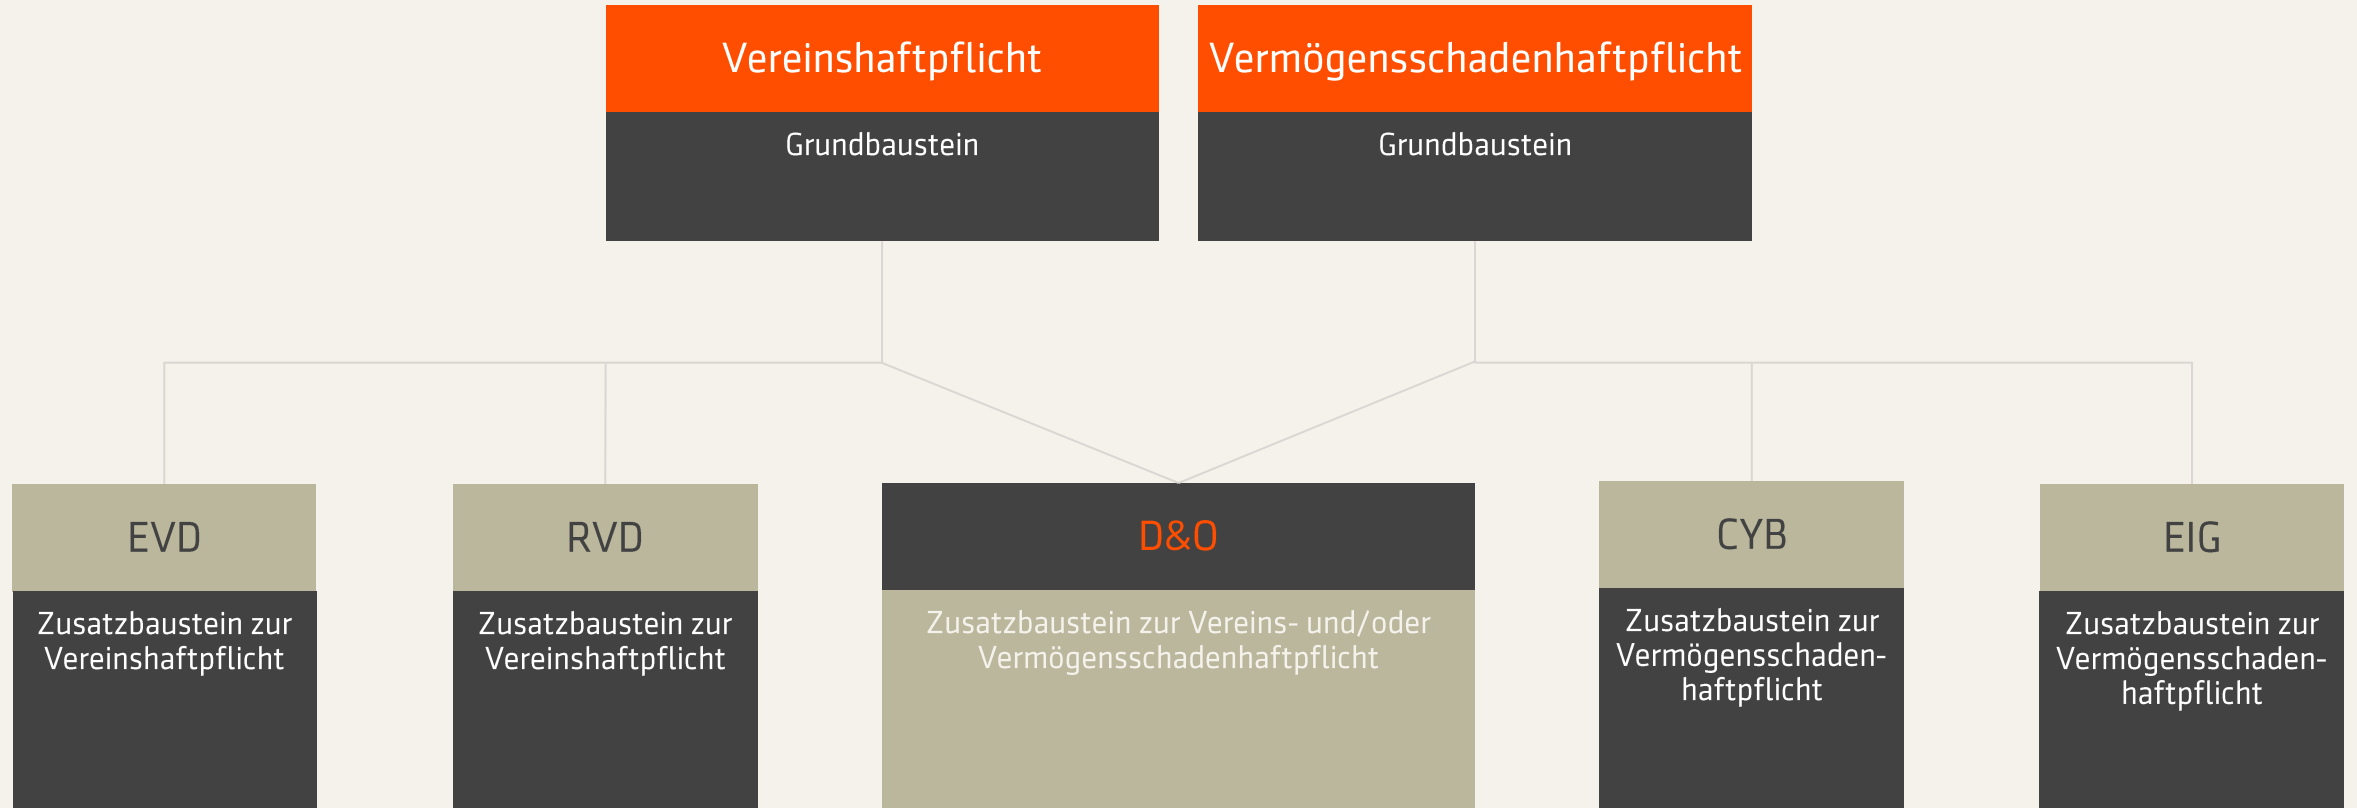 Vereinshaftpflicht
Grundbaustein
Vermögensschadenhaftpflicht
Grundbaustein
EVD
Zusatzbaustein zur
Vereinshaftpflicht
RVD
Zusatzbaustein zur
Vereinshaftpflicht
D&O
Zusatzbaustein zur Vereins- und/oder
Vermögensschadenhaftpflicht
CYB
Zusatzbaustein zur
Vermögensschaden-
haftpflicht
EIG
Zusatzbaustein zur
Vermögensschaden-
haftpflicht